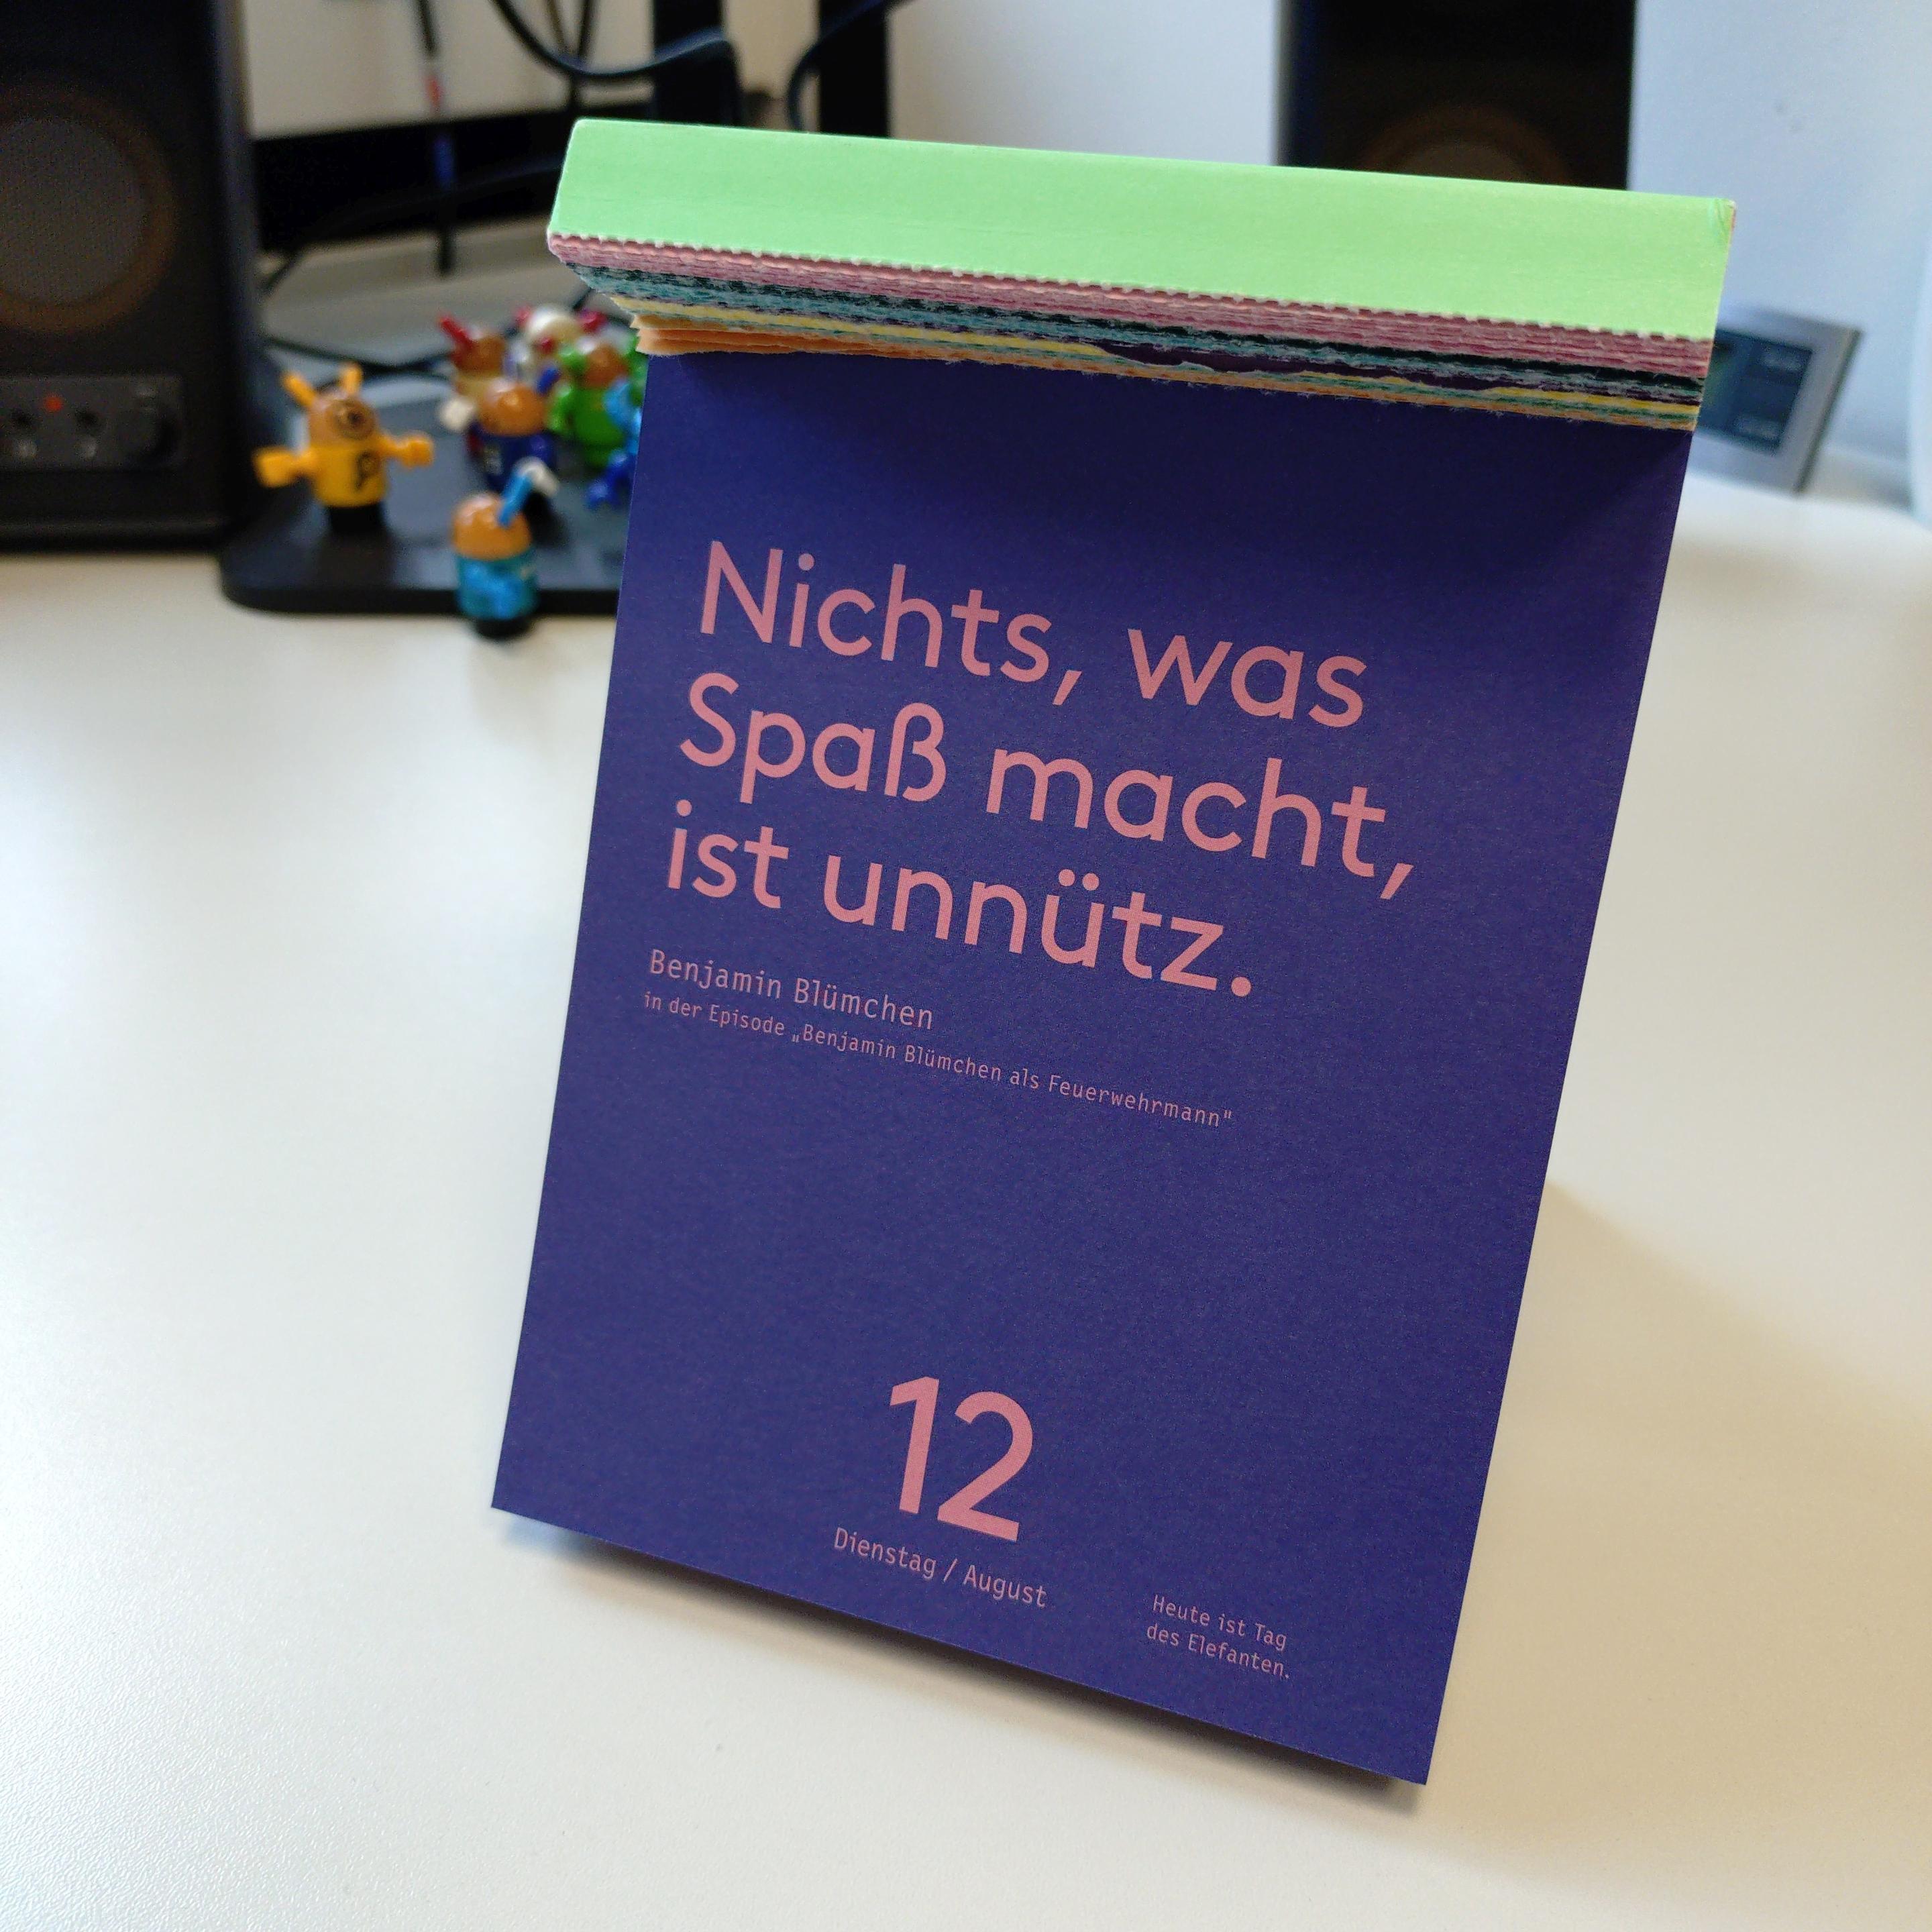 Nichts, was
Spaß macht,
ist unnütz.
Benjamin Blümchen
in der Episode „Benjamin Blümchen als Feuerwehrmann"
12
Dienstag / August
Heute ist Tag
des Elefanten.